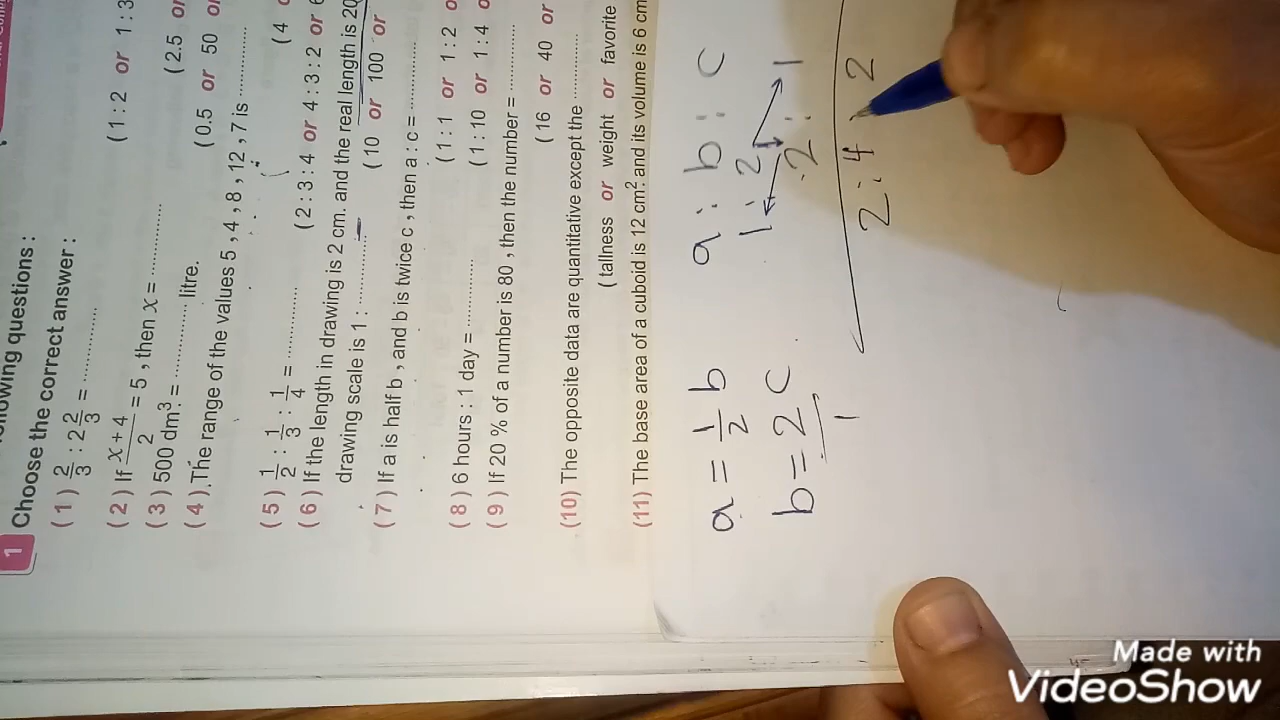 1 Choose the correct answer :
(1) 2/3 : 2 2/3 = ............ (1 : 2 or 1 : 3
(2) If (x + 4)/2 = 5 , then x = ............ (2.5 or
(3) 500 dm³. = ............ litre. (0.5 or 50 or
(4) The range of the values 5 , 4 , 8 , 12 , 7 is ............ (4
(5) 1/2 : 1/3 : 1/4 = ............ (2 : 3 : 4 or 4 : 3 : 2 or 6
(6) If the length in drawing is 2 cm. and the real length is 20
drawing scale is 1 : ............ (10 or 100 or
(7) If a is half b , and b is twice c , then a : c = ............
(1 : 1 or 1 : 2 o
(8) 6 hours : 1 day = ............ (1 : 10 or 1 : 4 o
(9) If 20 % of a number is 80 , then the number = ............
(16 or 40 or
(10) The opposite data are quantitative except the ............
(tallness or weight or favorite
(11) The base area of a cuboid is 12 cm². and its volume is 6 cm
a = 1/2 b a : b : c
b = 2 c 1 : 2
1 : 2 : 1
2 : 4 2
Made with
VideoShow